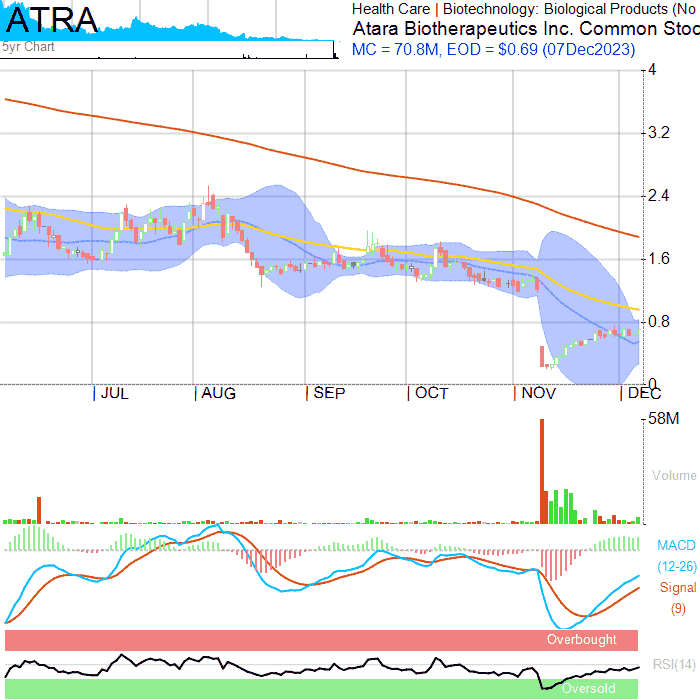 ATRA
5yr Chart
Health Care | Biotechnology: Biological Products (No
Atara Biotherapeutics Inc. Common Stoc
MC = 70.8M, EOD = $0.69 (07Dec2023)
4
3.2
2.4
1.6
0.8
0
JUL AUG SEP OCT NOV DEC
58M
Volume
MACD
(12-26)
Signal
(9)
Overbought
RSI(14)
Oversold